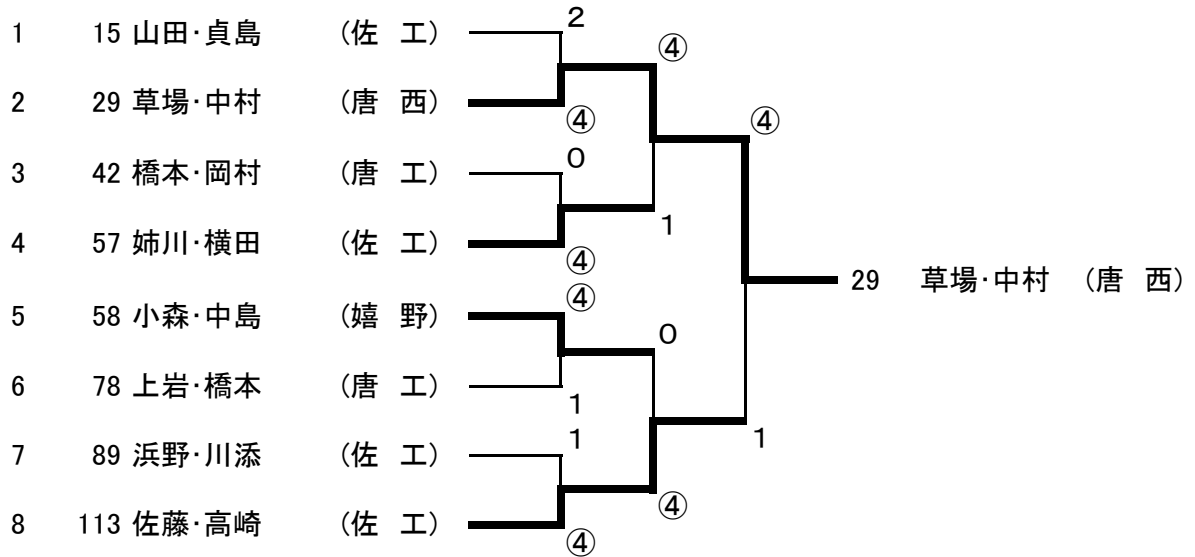 2
1 15 山田・貞島 (佐 工)
④
2 29 草場・中村 (唐 西)
④ ④
0
3 42 橋本・岡村 (唐 工)
1
4 57 姉川・横田 (佐 工)
④
29 草場・中村 (唐 西)
④
5 58 小森・中島 (嬉 野)
0
6 78 上岩・橋本 (唐 工)
1
1 1
7 89 浜野・川添 (佐 工)
④
8 113 佐藤・高崎 (佐 工)
④